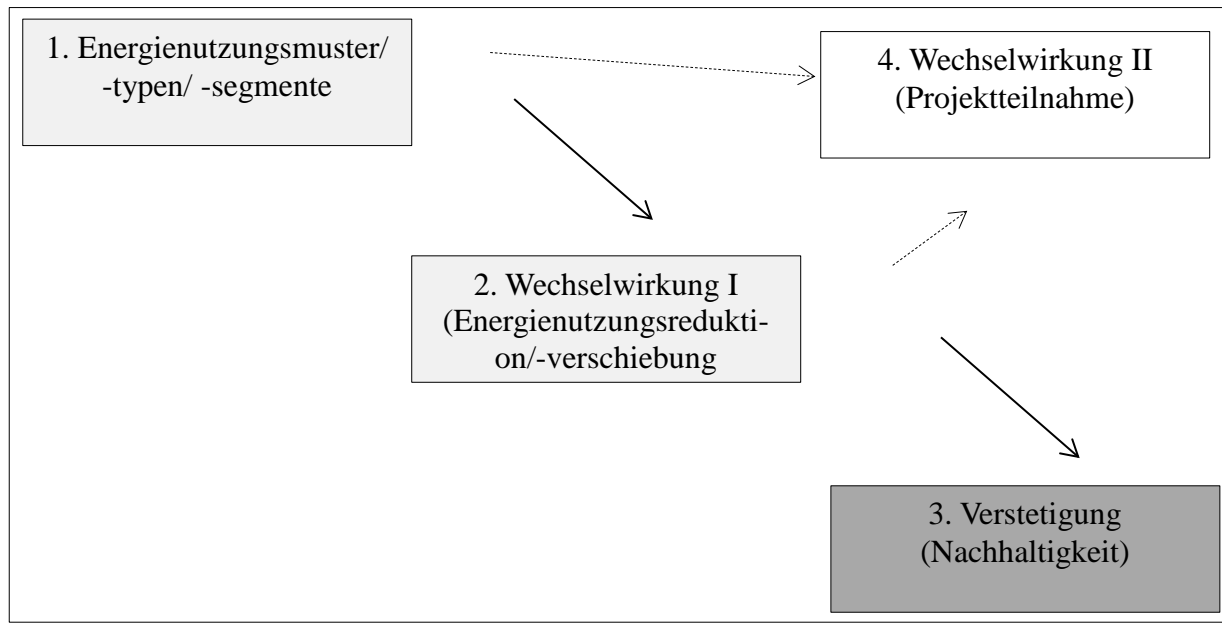 1. Energienutzungsmuster/
-typen/ -segmente
4. Wechselwirkung II
(Projektteilnahme)
2. Wechselwirkung I
(Energienutzungsredukti-
on/-verschiebung
3. Verstetigung
(Nachhaltigkeit)